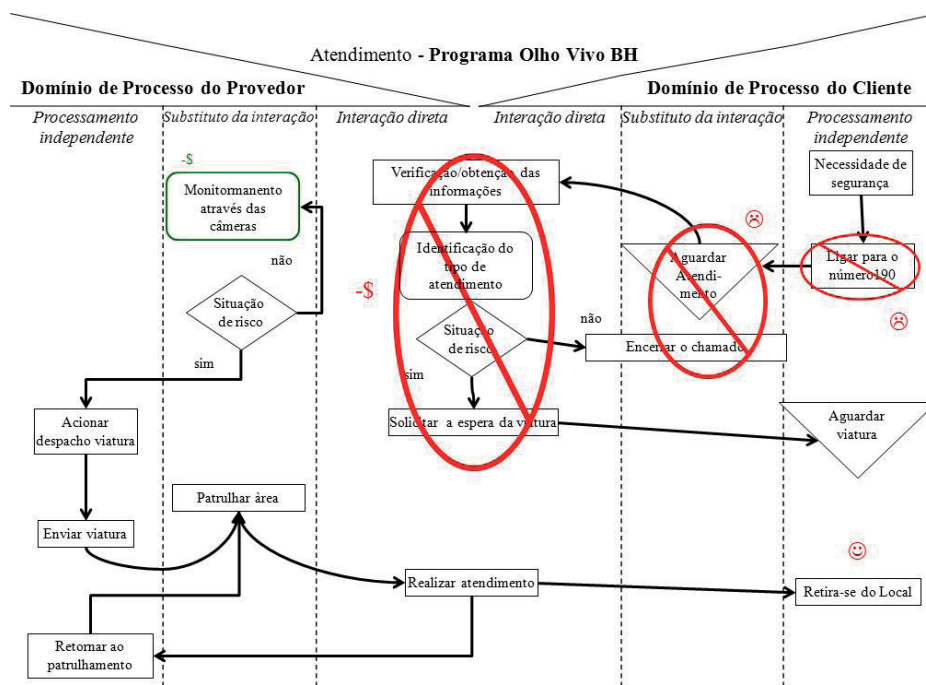 Atendimento - Programa Olho Vivo BH
Domínio de Processo do Provedor
Domínio de Processo do Cliente
Processamento
independente
Substituto da interação
Interação direta
Interação direta
Substituto da interação
Processamento
independente
-$
Monitormanento
através das
câmeras
não
Situação
de risco
sim
Acionar
despacho viatura
Enviar viatura
Patrulhar àrea
Retornar ao
patrulhamento
Verificação/obtenção das
informações
Identificação do
tipo de
atendimento
-$
Situação
de risco
não
sim
Solicitar a espera da viatura
Realizar atendimento
Aguardar
Atendi-
mento
Encerrar o chamado
Necessidade de
segurança
Ligar para o
número190
Aguardar
viatura
Retira-se do Local